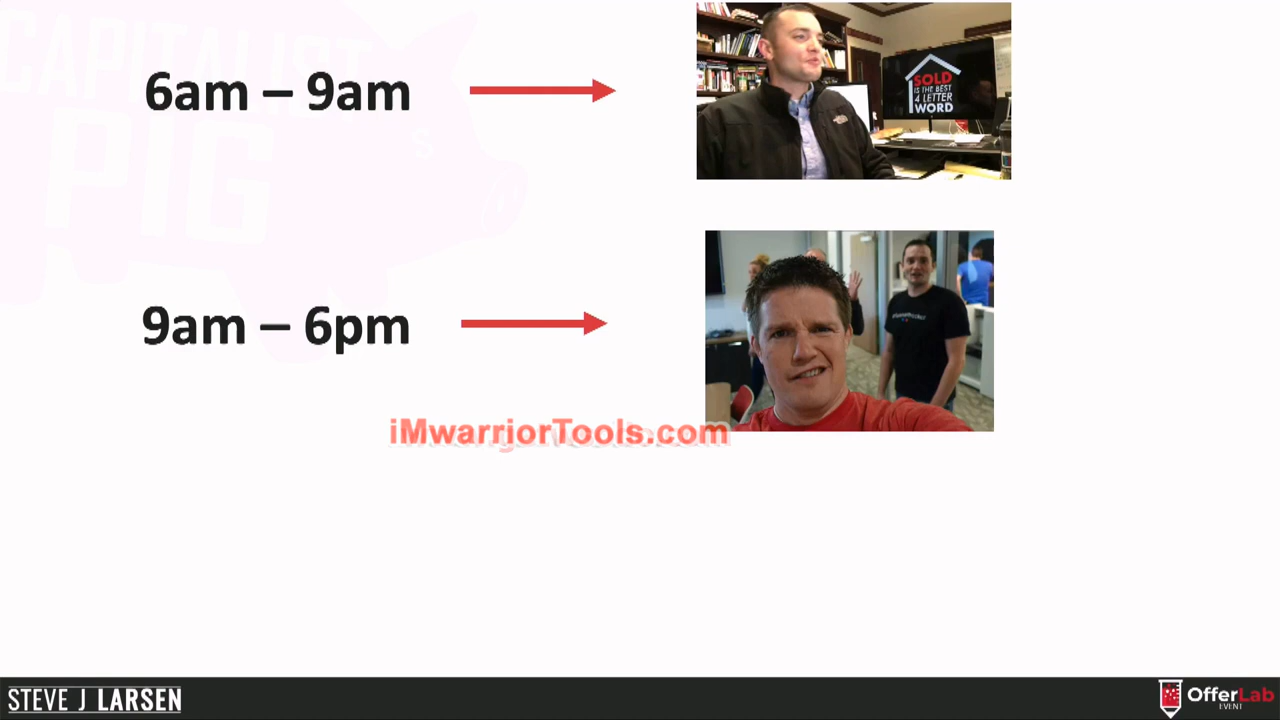 CAPITALIST
PIG
6am – 9am
SOLD
IS THE BEST
4 LETTER
WORD
9am – 6pm
iMwarriorTools.com
STEVE J LARSEN
OfferLab
EVENT